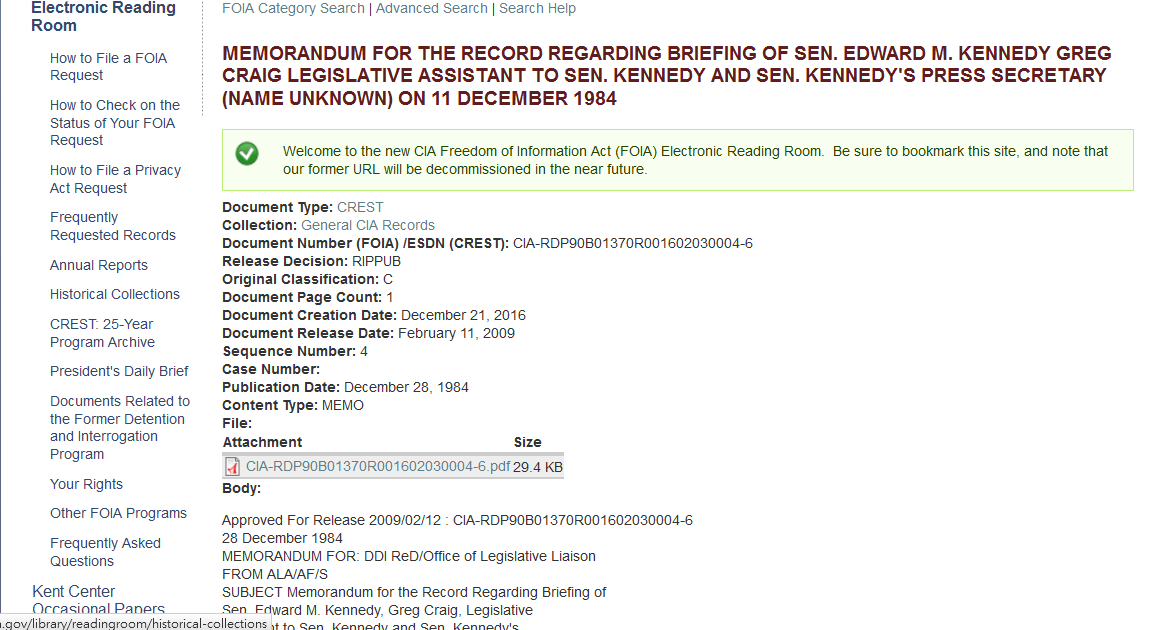 Electronic Reading
Room
How to File a FOIA
Request
How to Check on the
Status of Your FOIA
Request
How to File a Privacy
Act Request
Frequently
Requested Records
Annual Reports
Historical Collections
CREST: 25-Year
Program Archive
President's Daily Brief
Documents Related to
the Former Detention
and Interrogation
Program
Your Rights
Other FOIA Programs
Frequently Asked
Questions
Kent Center
Occasional Papers
.gov/library/readingroom/historical-collections
FOIA Category Search | Advanced Search | Search Help
MEMORANDUM FOR THE RECORD REGARDING BRIEFING OF SEN. EDWARD M. KENNEDY GREG
CRAIG LEGISLATIVE ASSISTANT TO SEN. KENNEDY AND SEN. KENNEDY'S PRESS SECRETARY
(NAME UNKNOWN) ON 11 DECEMBER 1984
Welcome to the new CIA Freedom of Information Act (FOIA) Electronic Reading Room. Be sure to bookmark this site, and note that
our former URL will be decommissioned in the near future.
Document Type: CREST
Collection: General CIA Records
Document Number (FOIA) /ESDN (CREST): CIA-RDP90B01370R001602030004-6
Release Decision: RIPPUB
Original Classification: C
Document Page Count: 1
Document Creation Date: December 21, 2016
Document Release Date: February 11, 2009
Sequence Number: 4
Case Number:
Publication Date: December 28, 1984
Content Type: MEMO
File:
Attachment Size
CIA-RDP90B01370R001602030004-6.pdf 29.4 KB
Body:
Approved For Release 2009/02/12 : CIA-RDP90B01370R001602030004-6
28 December 1984
MEMORANDUM FOR: DDI ReD/Office of Legislative Liaison
FROM ALA/AF/S
SUBJECT Memorandum for the Record Regarding Briefing of
Sen. Edward M. Kennedy, Greg Craig, Legislative
to Sen. Kennedy and Sen. Kennedy's